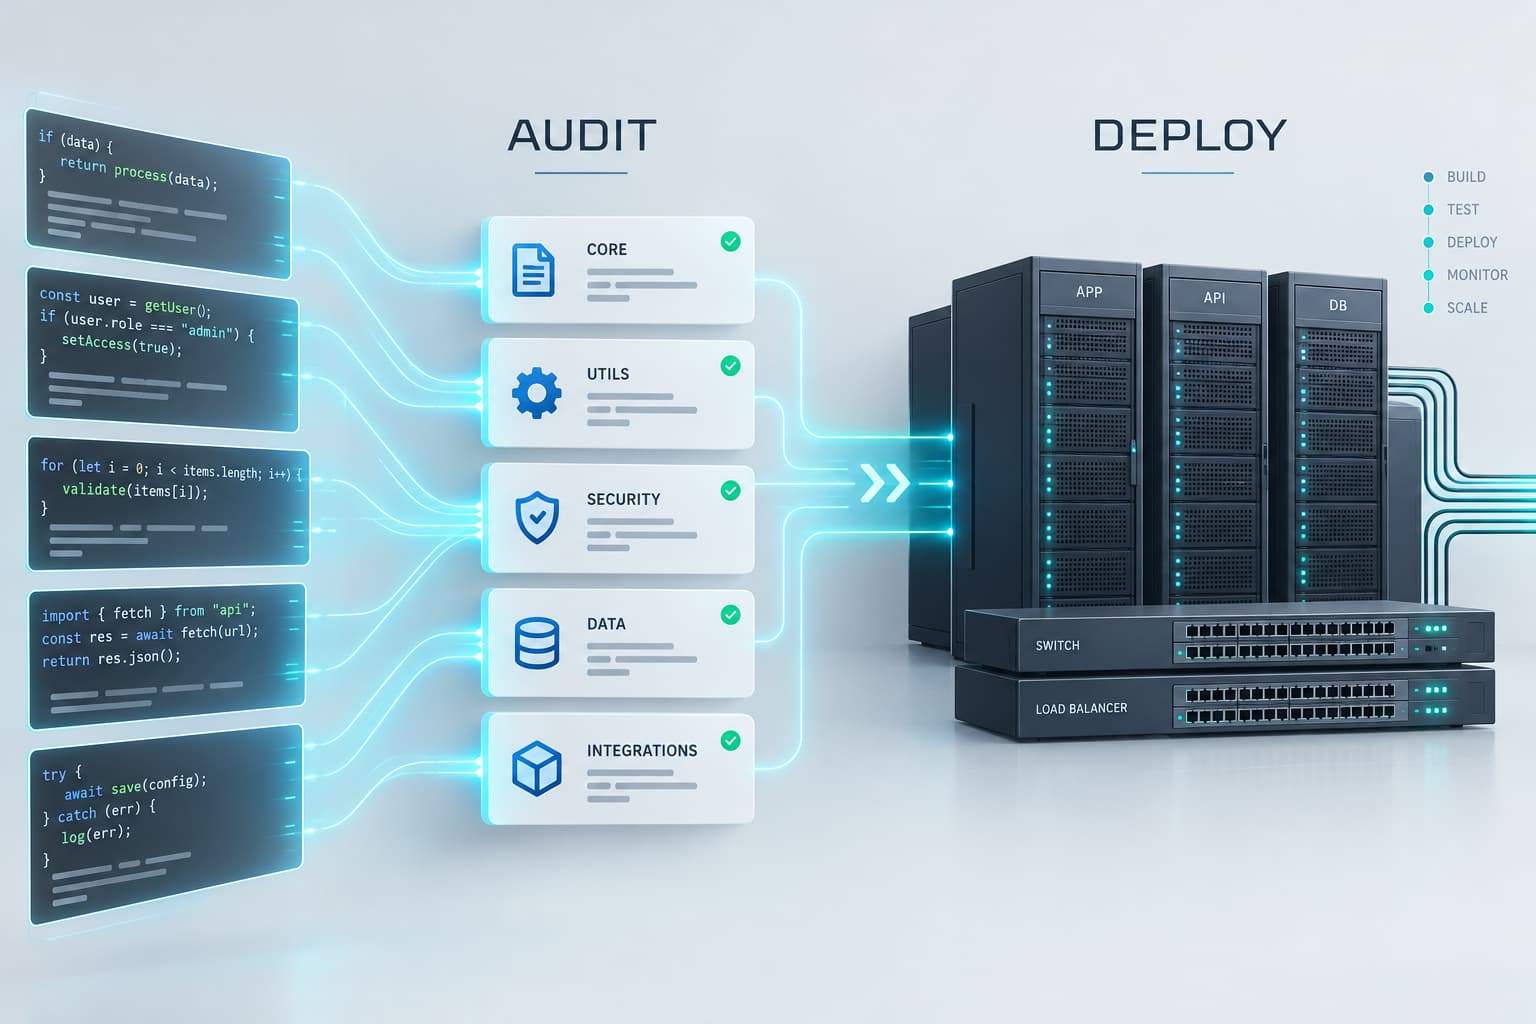 if (data) {
return process(data);
}
const user = getUser();
if (user.role === "admin") {
setAccess(true);
}
for (let i = 0; i < items.length; i++) {
validate(items[i]);
}
import { fetch } from "api";
const res = await fetch(url);
return res.json();
try {
await save(config);
} catch (err) {
log(err);
}
AUDIT
CORE
UTILS
SECURITY
DATA
INTEGRATIONS
DEPLOY
BUILD
TEST
DEPLOY
MONITOR
SCALE
APP
API
DB
SWITCH
LOAD BALANCER